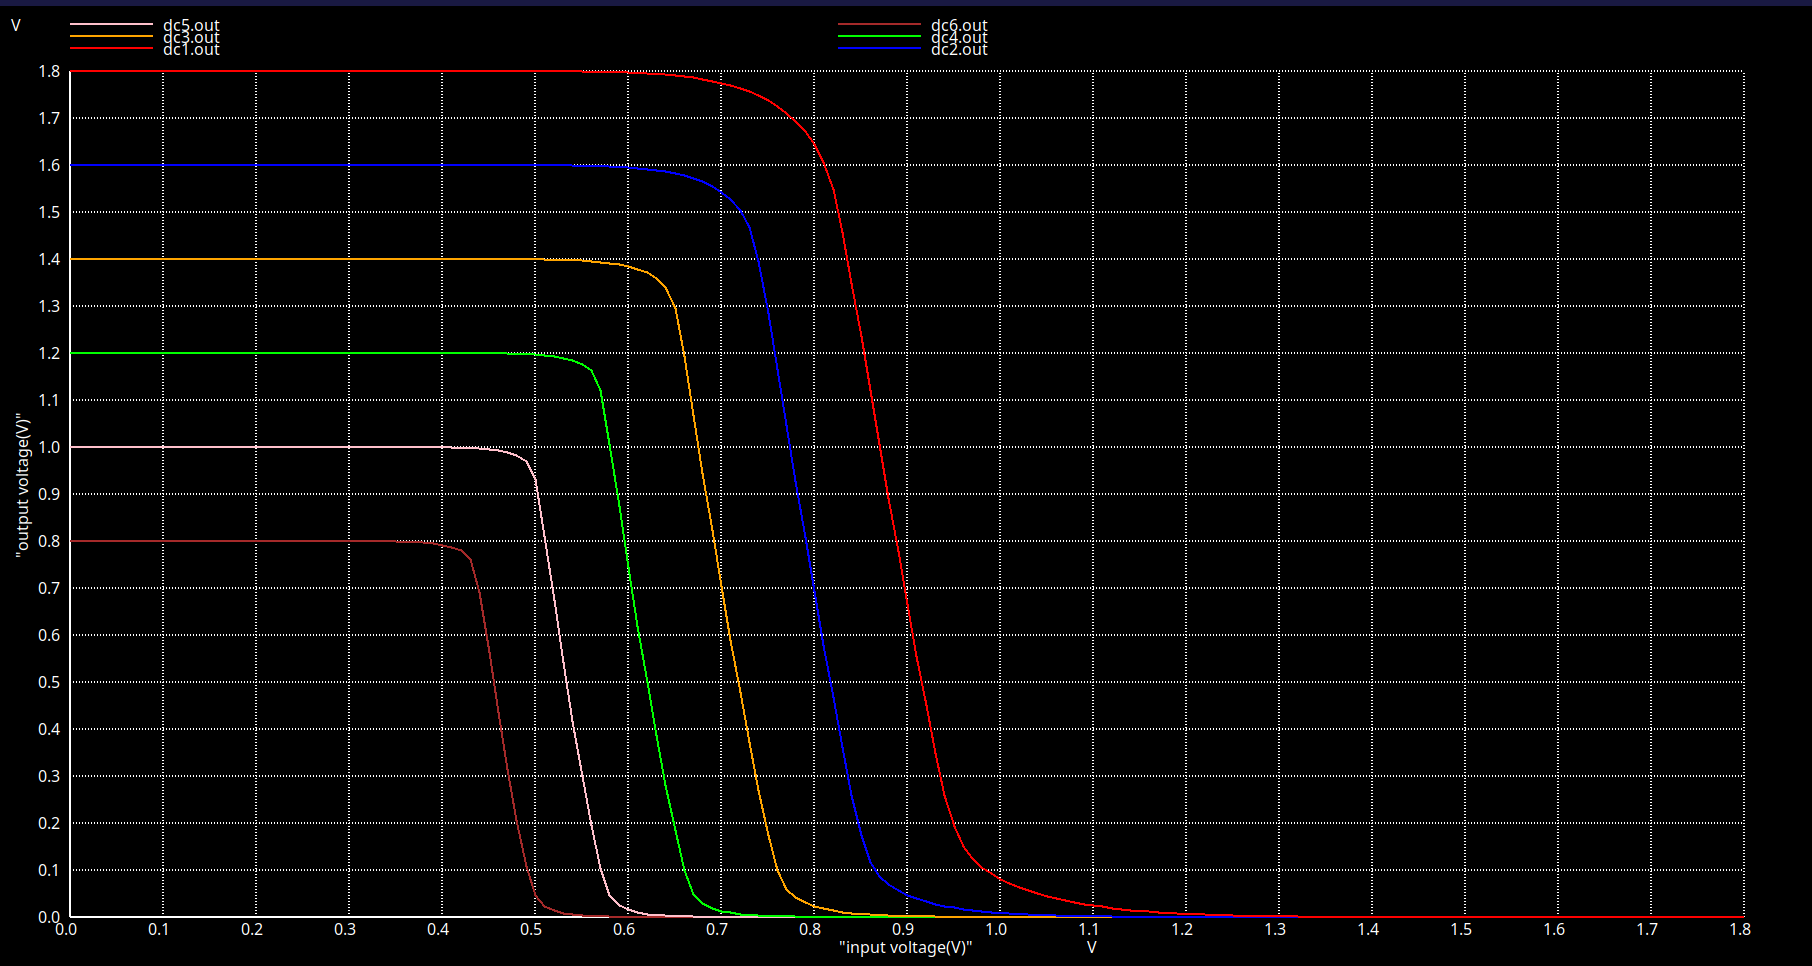 V
dc5.out dc6.out
dc3.out dc4.out
dc1.out dc2.out
1.8
1.7
1.6
1.5
1.4
1.3
1.2
1.1
1.0
0.9
0.8
0.7
0.6
0.5
0.4
0.3
0.2
0.1
0.0
"output voltage(V)"
0.0 0.1 0.2 0.3 0.4 0.5 0.6 0.7 0.8 0.9 1.0 1.1 1.2 1.3 1.4 1.5 1.6 1.7 1.8
"input voltage(V)" V